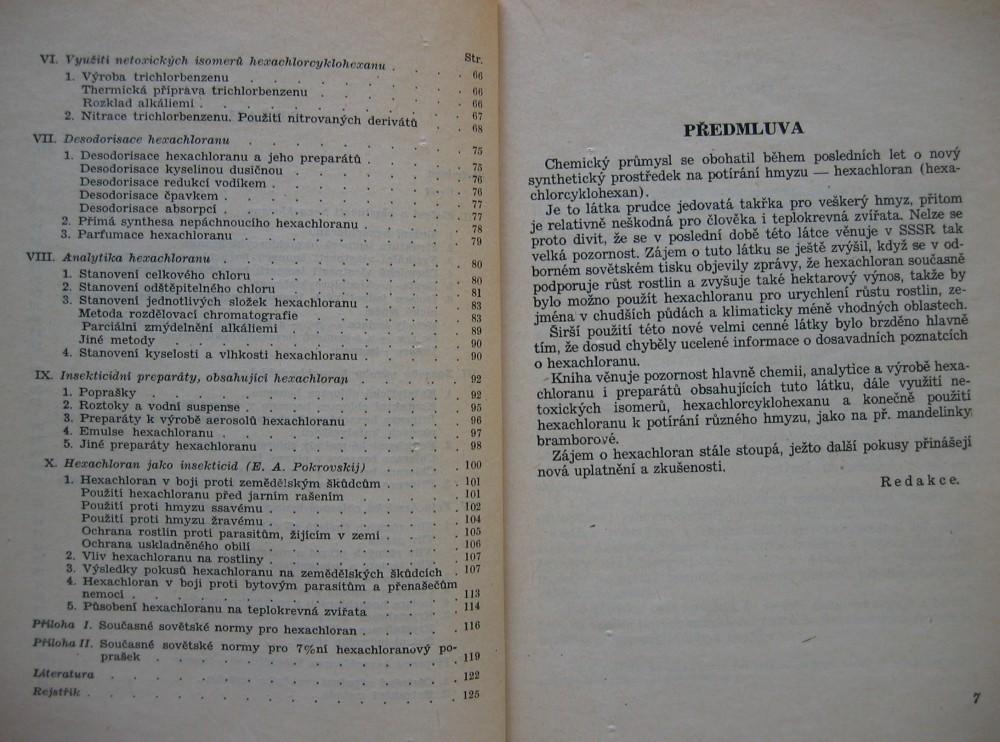 Str.
VI. Využití netoxických isomerů hexachlorcyklohexanu . 66
1. Výroba trichlorbenzenu . . . . . . . 66
Thermická příprava trichlorbenzenu . . . . 66
Rozklad alkáliemi . . . . . . . . 67
2. Nitrace trichlorbenzenu. Použití nitrovaných derivátů 68
VII. Desodorisace hexachloranu . . . . . . . 75
1. Desodorisace hexachloranu a jeho preparátů . . . 75
Desodorisace kyselinou dusičnou . . . . . 76
Desodorisace redukcí vodíkem . . . . . 76
Desodorisace čpavkem . . . . . . . 77
Desodorisace absorpcí . . . . . . . 77
2. Přímá synthesa nepáchnoucího hexachloranu . . . 78
3. Parfumace hexachloranu . . . . . . . 79
VIII. Analytika hexachloranu . . . . . . . 80
1. Stanovení celkového chloru . . . . . . 80
2. Stanovení odštěpitelného chloru . . . . . 81
3. Stanovení jednotlivých složek hexachloranu . . . 83
Metoda rozdělovací chromatografie . . . . 83
Parciální zmýdelnění alkáliemi . . . . . 89
Jiné metody . . . . . . . . . 90
4. Stanovení kyselosti a vlhkosti hexachloranu . . . 90
IX. Insekticidní preparáty, obsahující hexachloran . . . 92
1. Poprašky . . . . . . . . . . 92
2. Roztoky a vodní suspense . . . . . . 95
3. Preparáty k výrobě aerosolů hexachloranu . . . 96
4. Emulse hexachloranu . . . . . . . 97
5. Jiné preparáty hexachloranu . . . . . . 98
X. Hexachloran jako insekticid (E. A. Pokrovskij) . . . 100
1. Hexachloran v boji proti zemědělským škůdcům . . . 101
Použití hexachloranu před jarním rašením . . . 101
Použití proti hmyzu ssavému . . . . . . 102
Použití proti hmyzu žravému . . . . . . 104
Ochrana rostlin proti parasitům, žijícím v zemi . . 105
Ochrana uskladněného obilí . . . . . . 106
2. Vliv hexachloranu na rostliny . . . . . . 107
3. Výsledky pokusů hexachloranu na zemědělských škůdcích . 107
4. Hexachloran v boji proti bytovým parasitům a přenašečům
nemocí . . . . . . . . . . . 113
5. Působení hexachloranu na teplokrevná zvířata . . . 114
Příloha I. Současné sovětské normy pro hexachloran . . . 116
Příloha II. Současné sovětské normy pro 7%ní hexachloranový po-
prašek . . . . . . . . . . . 119
Literatura . . . . . . . . . . . 122
Rejstřík . . . . . . . . . . . . 125
PŘEDMLUVA
Chemický průmysl se obohatil během posledních let o nový
synthetický prostředek na potírání hmyzu — hexachloran (hexa-
chlorcyklohexan).
Je to látka prudce jedovatá takřka pro veškerý hmyz, přitom
je relativně neškodná pro člověka i teplokrevná zvířata. Nelze se
proto divit, že se v poslední době této látce věnuje v SSSR tak
velká pozornost. Zájem o tuto látku se ještě zvýšil, když se v od-
borném sovětském tisku objevily zprávy, že hexachloran současně
podporuje růst rostlin a zvyšuje také hektarový výnos, takže by
bylo možno použít hexachloranu pro urychlení růstu rostlin, ze-
jména v chudších půdách a klimaticky méně vhodných oblastech.
Širší použití této nové velmi cenné látky bylo brzděno hlavně
tím, že dosud chyběly ucelené informace o dosavadních poznatcích
o hexachloranu.
Kniha věnuje pozornost hlavně chemii, analytice a výrobě hexa-
chloranu i preparátů obsahujících tuto látku, dále využití ne-
toxických isomerů, hexachlorcyklohexanu a konečně použití
hexachloranu k potírání různého hmyzu, jako na př. mandelinky
bramborové.
Zájem o hexachloran stále stoupá, ježto další pokusy přinášejí
nová uplatnění a zkušenosti.
Redakce.
7